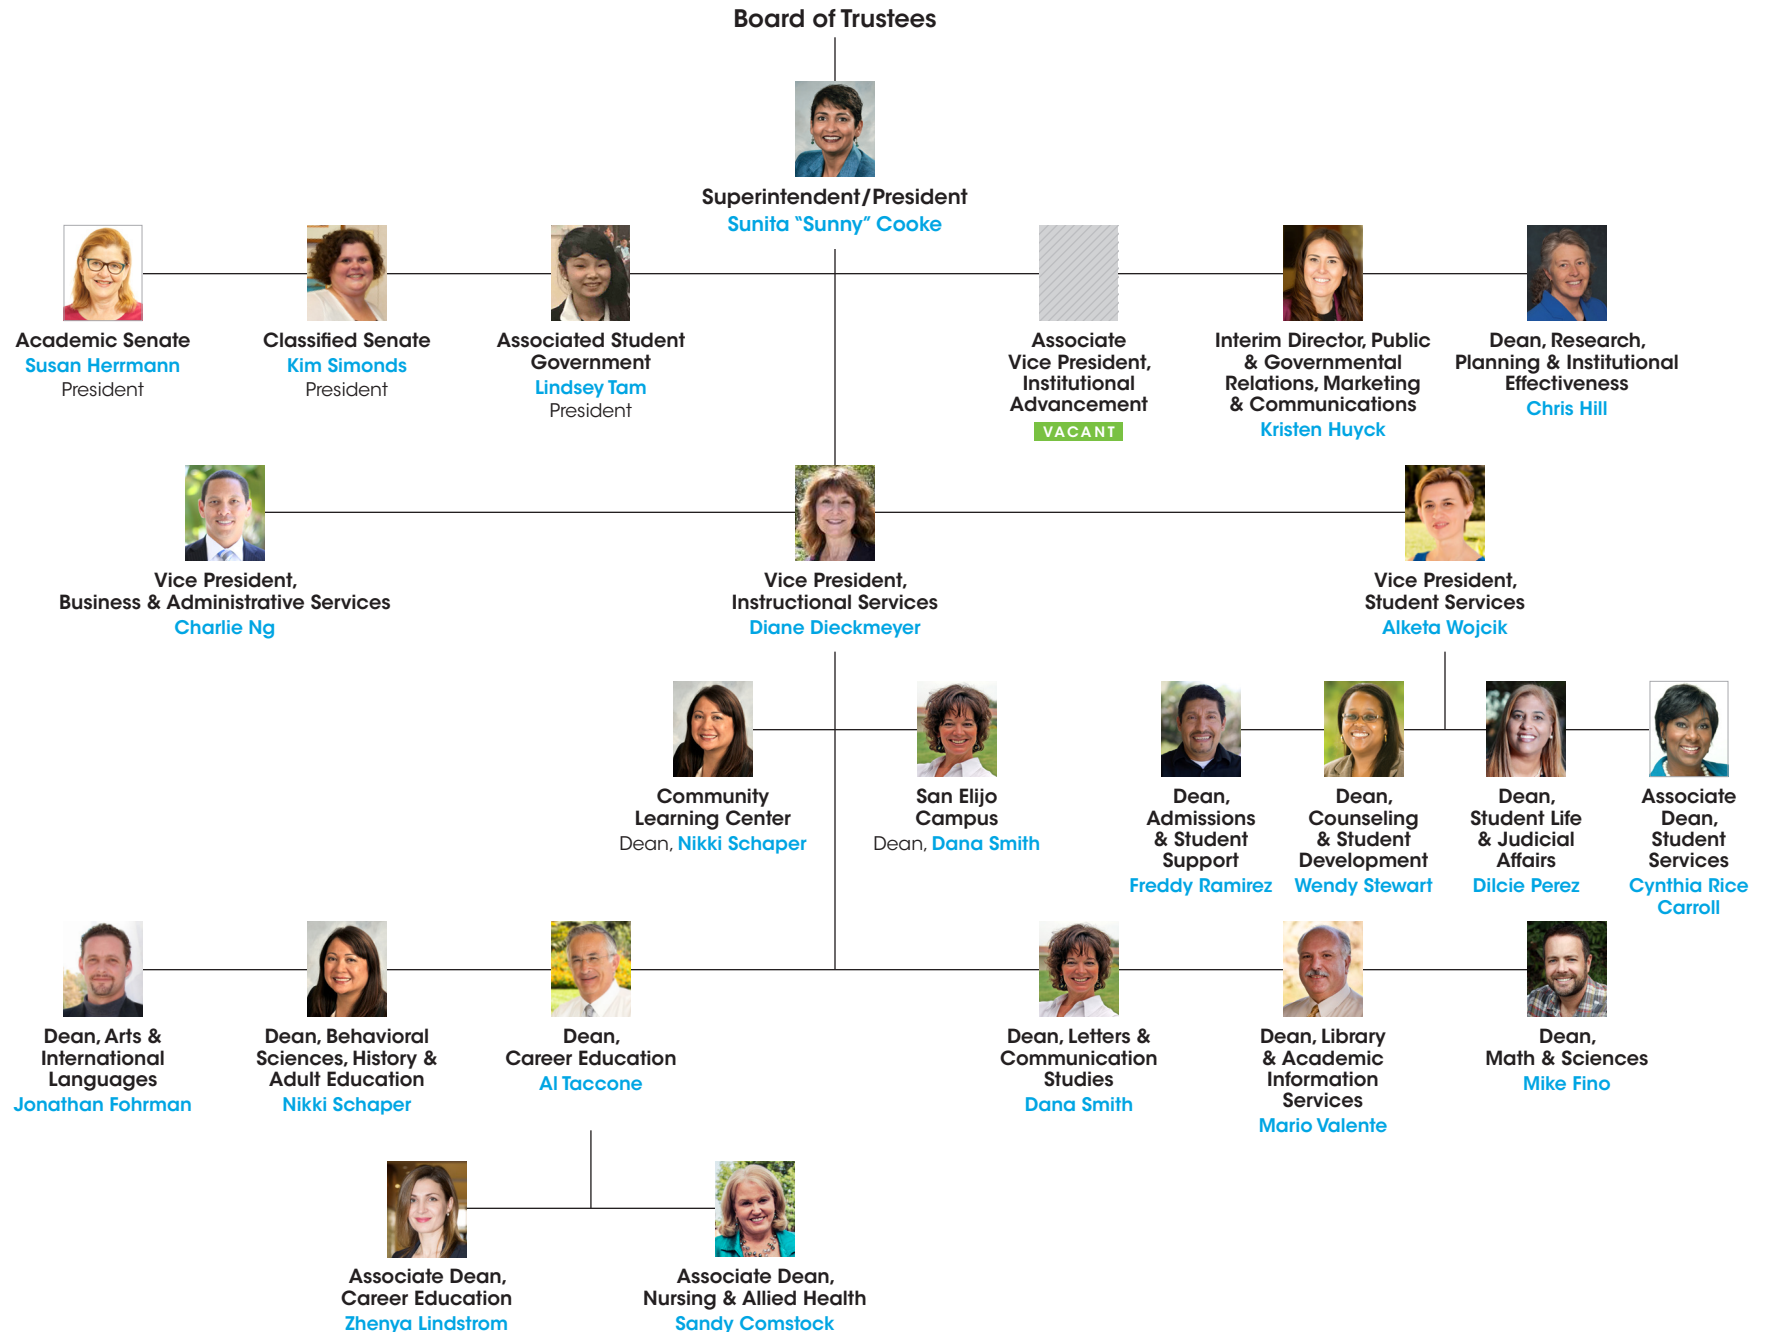 Board of Trustees
Superintendent/President
Sunita “Sunny” Cooke
Academic Senate
Susan Herrmann
President
Classified Senate
Kim Simonds
President
Associated Student
Government
Lindsey Tam
President
Associate
Vice President,
Institutional
Advancement
VACANT
Interim Director, Public
& Governmental
Relations, Marketing
& Communications
Kristen Huyck
Dean, Research,
Planning & Institutional
Effectiveness
Chris Hill
Vice President,
Business & Administrative Services
Charlie Ng
Vice President,
Instructional Services
Diane Dieckmeyer
Vice President,
Student Services
Alketa Wojcik
Community
Learning Center
Dean, Nikki Schaper
San Elijo
Campus
Dean, Dana Smith
Dean,
Admissions
& Student
Support
Freddy Ramirez
Dean,
Counseling
& Student
Development
Wendy Stewart
Dean,
Student Life
& Judicial
Affairs
Dilcie Perez
Associate
Dean,
Student
Services
Cynthia Rice
Carroll
Dean, Arts &
International
Languages
Jonathan Fohrman
Dean, Behavioral
Sciences, History &
Adult Education
Nikki Schaper
Dean,
Career Education
Al Taccone
Dean, Letters &
Communication
Studies
Dana Smith
Dean, Library
& Academic
Information
Services
Mario Valente
Dean,
Math & Sciences
Mike Fino
Associate Dean,
Career Education
Zhenya Lindstrom
Associate Dean,
Nursing & Allied Health
Sandy Comstock